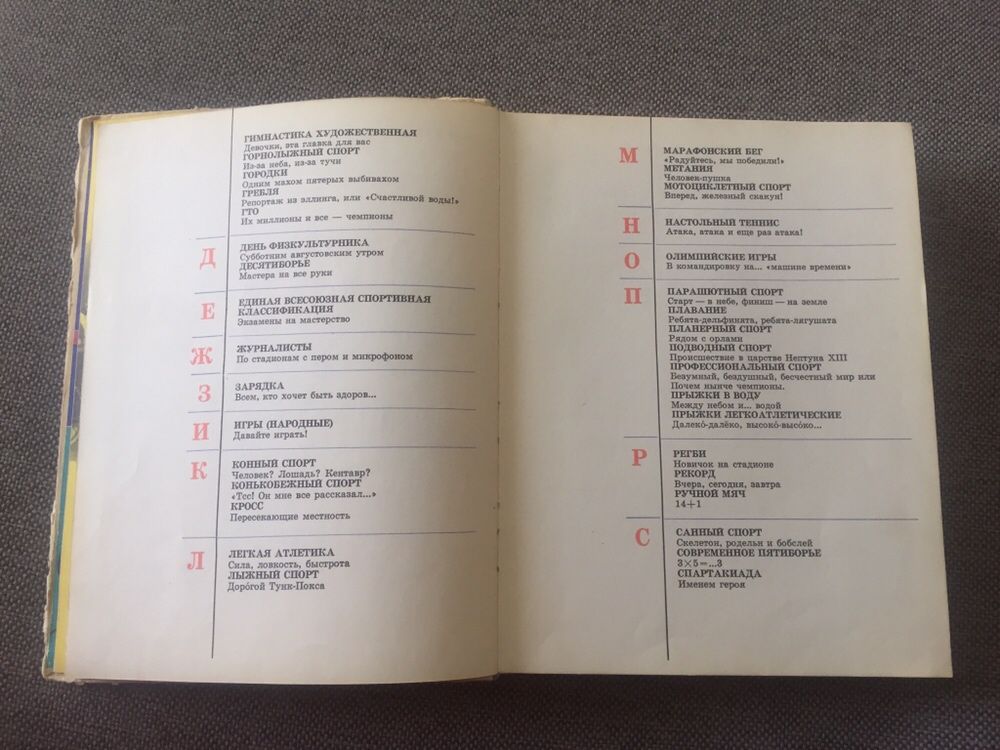 ГИМНАСТИКА ХУДОЖЕСТВЕННАЯ
Девочки, эта главка для вас
ГОРНОЛЫЖНЫЙ СПОРТ
Из-за неба, из-за тучи
ГОРОДКИ
Одним махом пятерых выбивахом
ГРЕБЛЯ
Репортаж из эллинга, или «Счастливой воды!»
ГТО
Их миллионы и все — чемпионы
Д
ДЕНЬ ФИЗКУЛЬТУРНИКА
Субботним августовским утром
ДЕСЯТИБОРЬЕ
Мастера на все руки
Е
ЕДИНАЯ ВСЕСОЮЗНАЯ СПОРТИВНАЯ
КЛАССИФИКАЦИЯ
Экзамены на мастерство
Ж
ЖУРНАЛИСТЫ
По стадионам с пером и микрофоном
З
ЗАРЯДКА
Всем, кто хочет быть здоров...
И
ИГРЫ (НАРОДНЫЕ)
Давайте играть!
К
КОННЫЙ СПОРТ
Человек? Лошадь? Кентавр?
КОНЬКОБЕЖНЫЙ СПОРТ
«Тсс! Он мне все рассказал...»
КРОСС
Пересекающие местность
Л
ЛЕГКАЯ АТЛЕТИКА
Сила, ловкость, быстрота
ЛЫЖНЫЙ СПОРТ
Доро́гой Тунк-Покса
М
МАРАФОНСКИЙ БЕГ
«Радуйтесь, мы победили!»
МЕТАНИЯ
Человек-пушка
МОТОЦИКЛЕТНЫЙ СПОРТ
Вперед, железный скакун!
Н
НАСТОЛЬНЫЙ ТЕННИС
Атака, атака и еще раз атака!
О
ОЛИМПИЙСКИЕ ИГРЫ
В командировку на... «машине времени»
П
ПАРАШЮТНЫЙ СПОРТ
Старт — в небе, финиш — на земле
ПЛАВАНИЕ
Ребята-дельфинята, ребята-лягушата
ПЛАНЕРНЫЙ СПОРТ
Рядом с орлами
ПОДВОДНЫЙ СПОРТ
Происшествие в царстве Нептуна XIII
ПРОФЕССИОНАЛЬНЫЙ СПОРТ
Безумный, бездушный, бесчестный мир или
Почем нынче чемпионы.
ПРЫЖКИ В ВОДУ
Между небом и... водой
ПРЫЖКИ ЛЕГКОАТЛЕТИЧЕСКИЕ
Далеко́-далёко, высоко́-высо́ко...
Р
РЕГБИ
Новичок на стадионе
РЕКОРД
Вчера, сегодня, завтра
РУЧНОЙ МЯЧ
14+1
С
САННЫЙ СПОРТ
Скелетон, родельн и бобслей
СОВРЕМЕННОЕ ПЯТИБОРЬЕ
3×5=...3
СПАРТАКИАДА
Именем героя